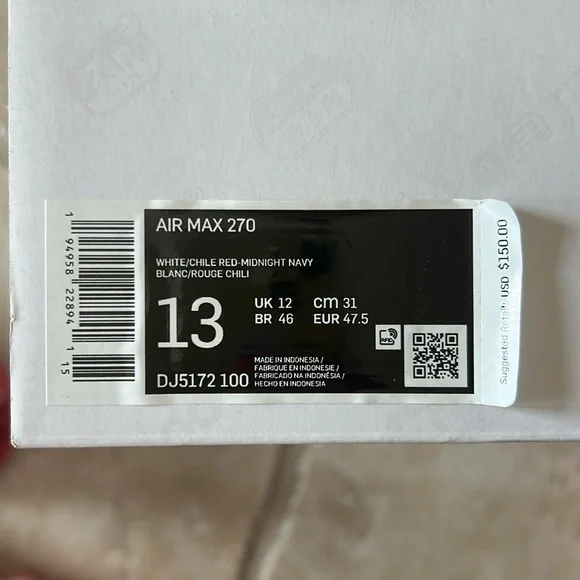 AIR MAX 270
WHITE/CHILE RED-MIDNIGHT NAVY
BLANC/ROUGE CHILI
13
UK 12 cm 31
BR 46 EUR 47.5
RFID
DJ5172 100
MADE IN INDONESIA /
FABRIQUE EN INDONESIE /
FABRICADO NA INDONÉSIA /
HECHO EN INDONESIA
1 94958 22894 1 15
Suggested Retail: USD $150.00